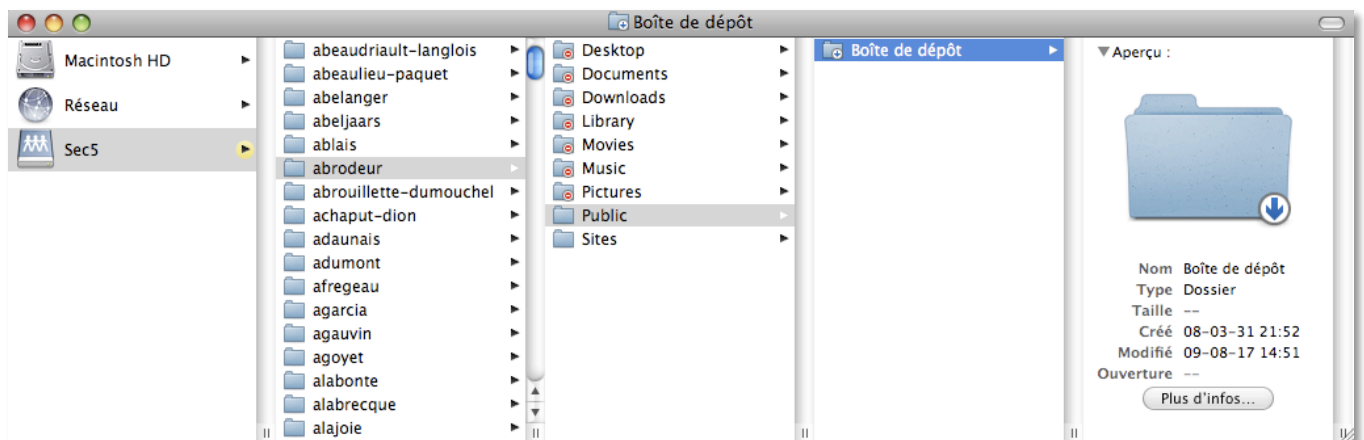 Boîte de dépôt
Macintosh HD
Réseau
Sec5
abeaudriault-langlois
abeaulieu-paquet
abelanger
abeljaars
ablais
abrodeur
abrouillette-dumouchel
achaput-dion
adaunais
adumont
afregeau
agarcia
agauvin
agoyet
alabonte
alabrecque
alajoie
Desktop
Documents
Downloads
Library
Movies
Music
Pictures
Public
Sites
Boîte de dépôt
Aperçu :
Nom Boîte de dépôt
Type Dossier
Taille --
Créé 08-03-31 21:52
Modifié 09-08-17 14:51
Ouverture --
Plus d'infos...